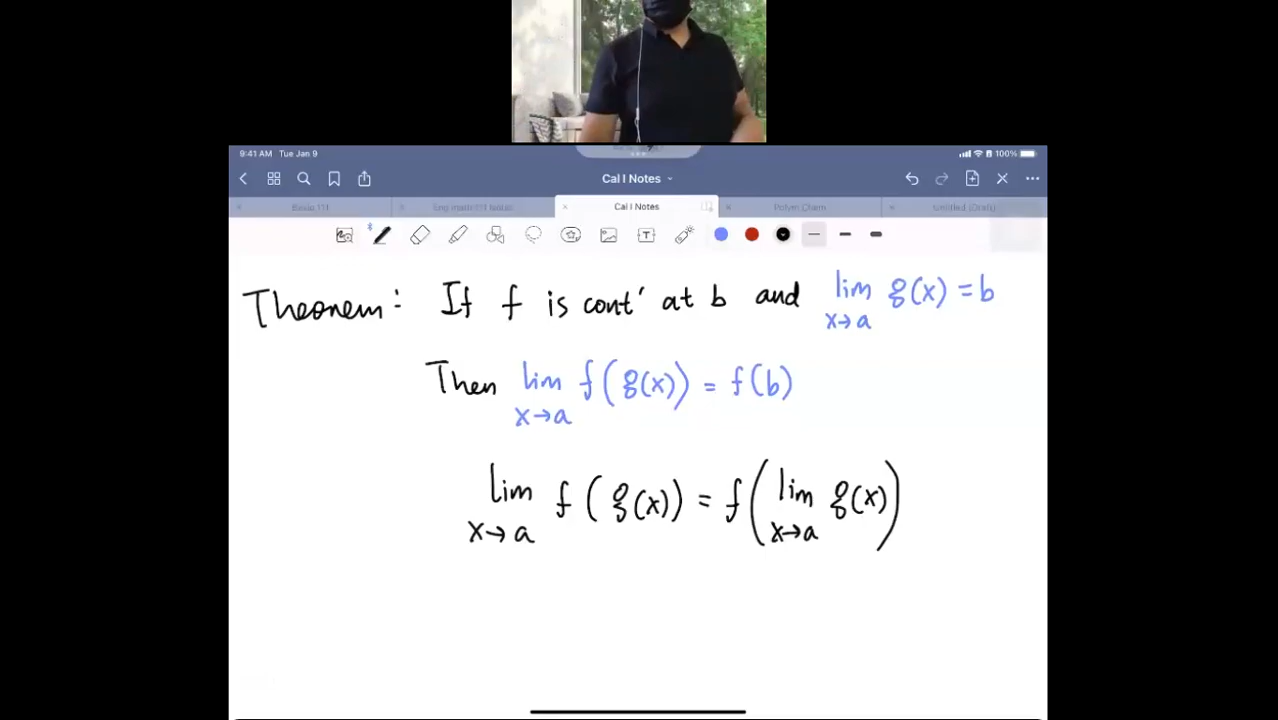 9:41 AM Tue Jan 9
100%
Cal I Notes
Cal I Notes
Theorem: If f is cont' at b and lim x→a g(x) = b
Then lim x→a f(g(x)) = f(b)
lim x→a f(g(x)) = f(lim x→a g(x))